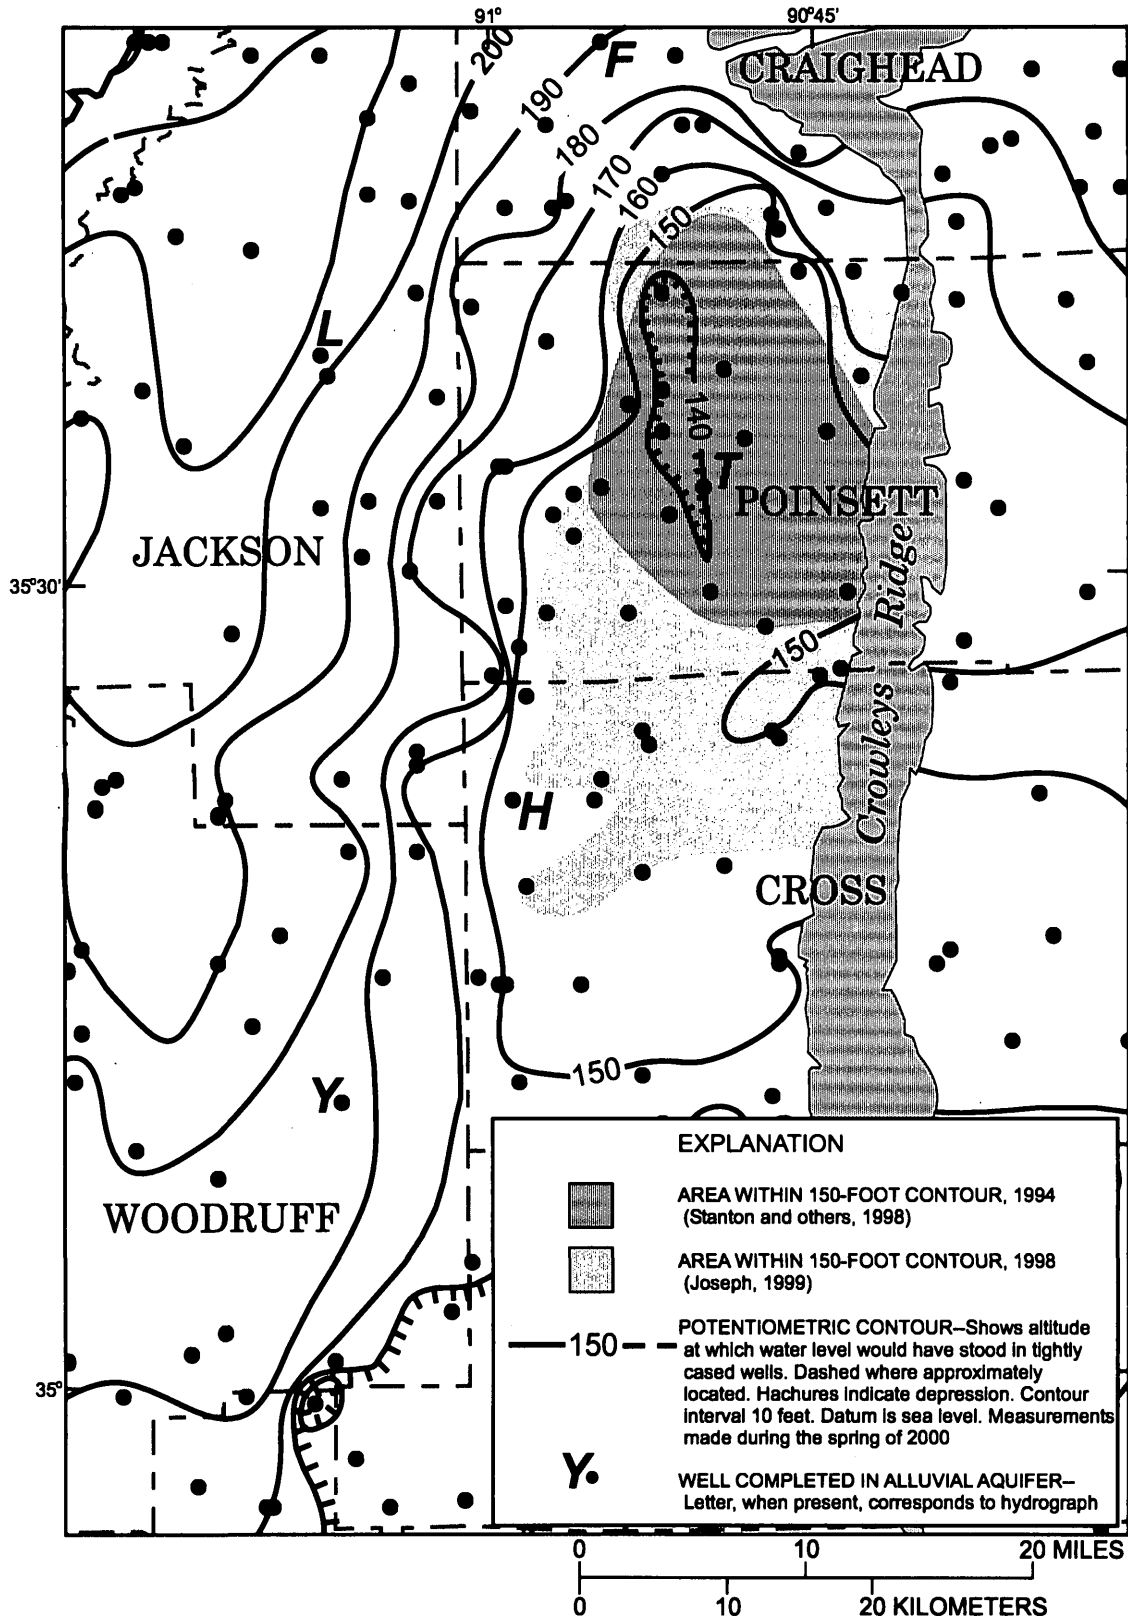 91° 90°45'
200
F
CRAIGHEAD
190
180
170
160
150
L
140
T
POINSETT
JACKSON
35°30'
Crowleys Ridge
150
H
CROSS
150
Y
WOODRUFF
35°
EXPLANATION
AREA WITHIN 150-FOOT CONTOUR, 1994
(Stanton and others, 1998)
AREA WITHIN 150-FOOT CONTOUR, 1998
(Joseph, 1999)
150
POTENTIOMETRIC CONTOUR–Shows altitude
at which water level would have stood in tightly
cased wells. Dashed where approximately
located. Hachures indicate depression. Contour
interval 10 feet. Datum is sea level. Measurements
made during the spring of 2000
Y
WELL COMPLETED IN ALLUVIAL AQUIFER–
Letter, when present, corresponds to hydrograph
0 10 20 MILES
0 10 20 KILOMETERS